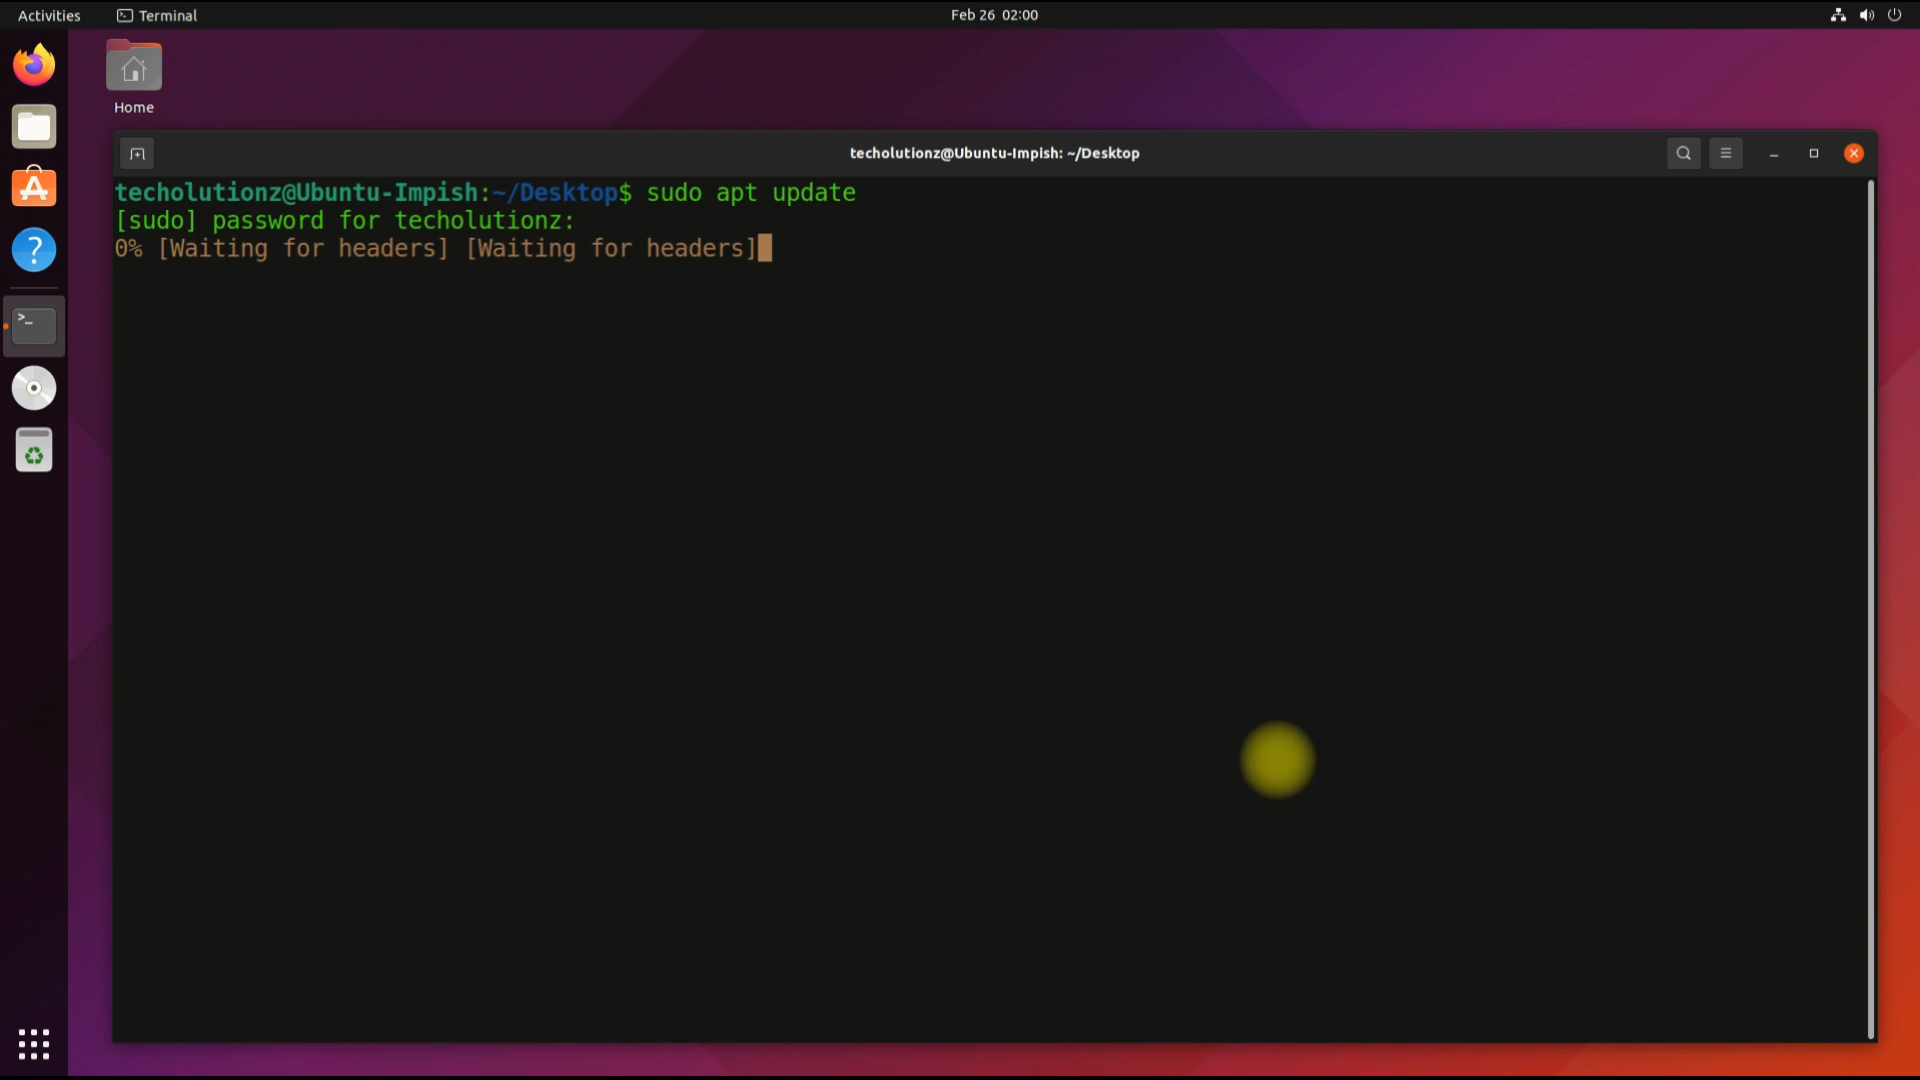 Activities
Terminal
Feb 26 02:00
Home
techolutionz@Ubuntu-Impish: ~/Desktop
techolutionz@Ubuntu-Impish:~/Desktop$ sudo apt update
[sudo] password for techolutionz:
0% [Waiting for headers] [Waiting for headers]